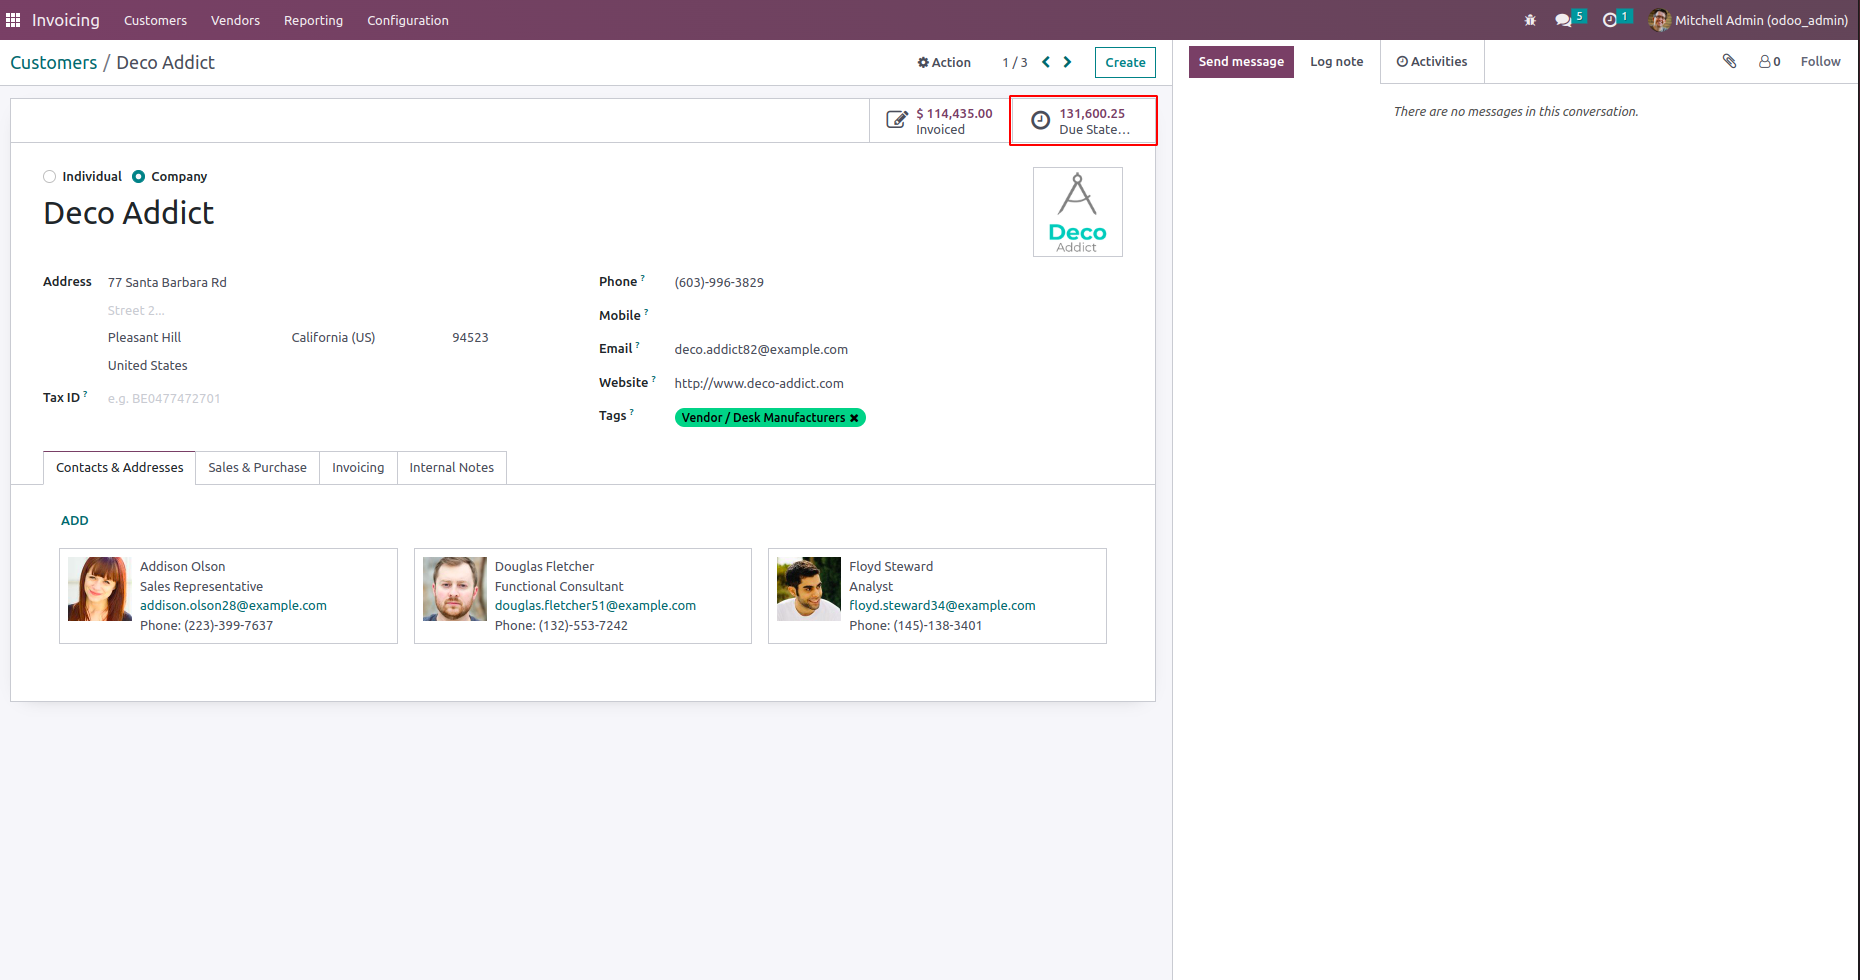 Invoicing Customers Vendors Reporting Configuration 5 1 Mitchell Admin (odoo_admin)
Customers / Deco Addict Action 1 / 3 Create
Send message Log note Activities 0 Follow
There are no messages in this conversation.
$ 114,435.00
Invoiced
131,600.25
Due State...
Individual Company
Deco Addict
Deco
Addict
Address 77 Santa Barbara Rd
Street 2...
Pleasant Hill California (US) 94523
United States
Tax ID ? e.g. BE0477472701
Phone ? (603)-996-3829
Mobile ?
Email ? deco.addict82@example.com
Website ? http://www.deco-addict.com
Tags ? Vendor / Desk Manufacturers
Contacts & Addresses Sales & Purchase Invoicing Internal Notes
ADD
Addison Olson
Sales Representative
addison.olson28@example.com
Phone: (223)-399-7637
Douglas Fletcher
Functional Consultant
douglas.fletcher51@example.com
Phone: (132)-553-7242
Floyd Steward
Analyst
floyd.steward34@example.com
Phone: (145)-138-3401